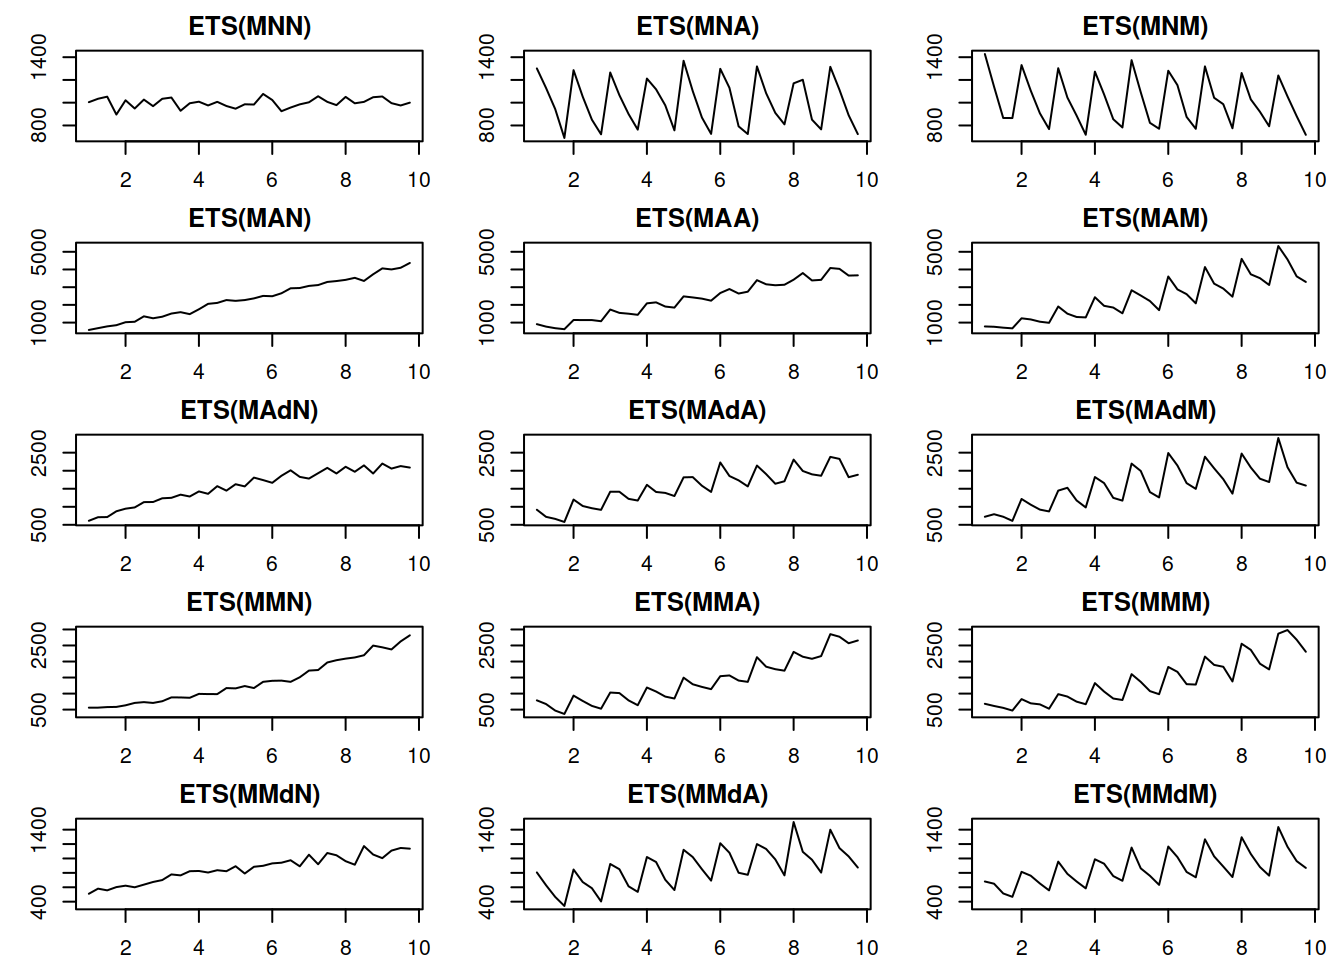 ETS(MNN) ETS(MNA) ETS(MNM)
1400 1400 1400
800 800 800
2 4 6 8 10 2 4 6 8 10 2 4 6 8 10
ETS(MAN) ETS(MAA) ETS(MAM)
5000 5000 5000
1000 1000 1000
2 4 6 8 10 2 4 6 8 10 2 4 6 8 10
ETS(MAdN) ETS(MAdA) ETS(MAdM)
2500 2500 2500
500 500 500
2 4 6 8 10 2 4 6 8 10 2 4 6 8 10
ETS(MMN) ETS(MMA) ETS(MMM)
2500 2500 2500
500 500 500
2 4 6 8 10 2 4 6 8 10 2 4 6 8 10
ETS(MMdN) ETS(MMdA) ETS(MMdM)
1400 1400 1400
400 400 400
2 4 6 8 10 2 4 6 8 10 2 4 6 8 10